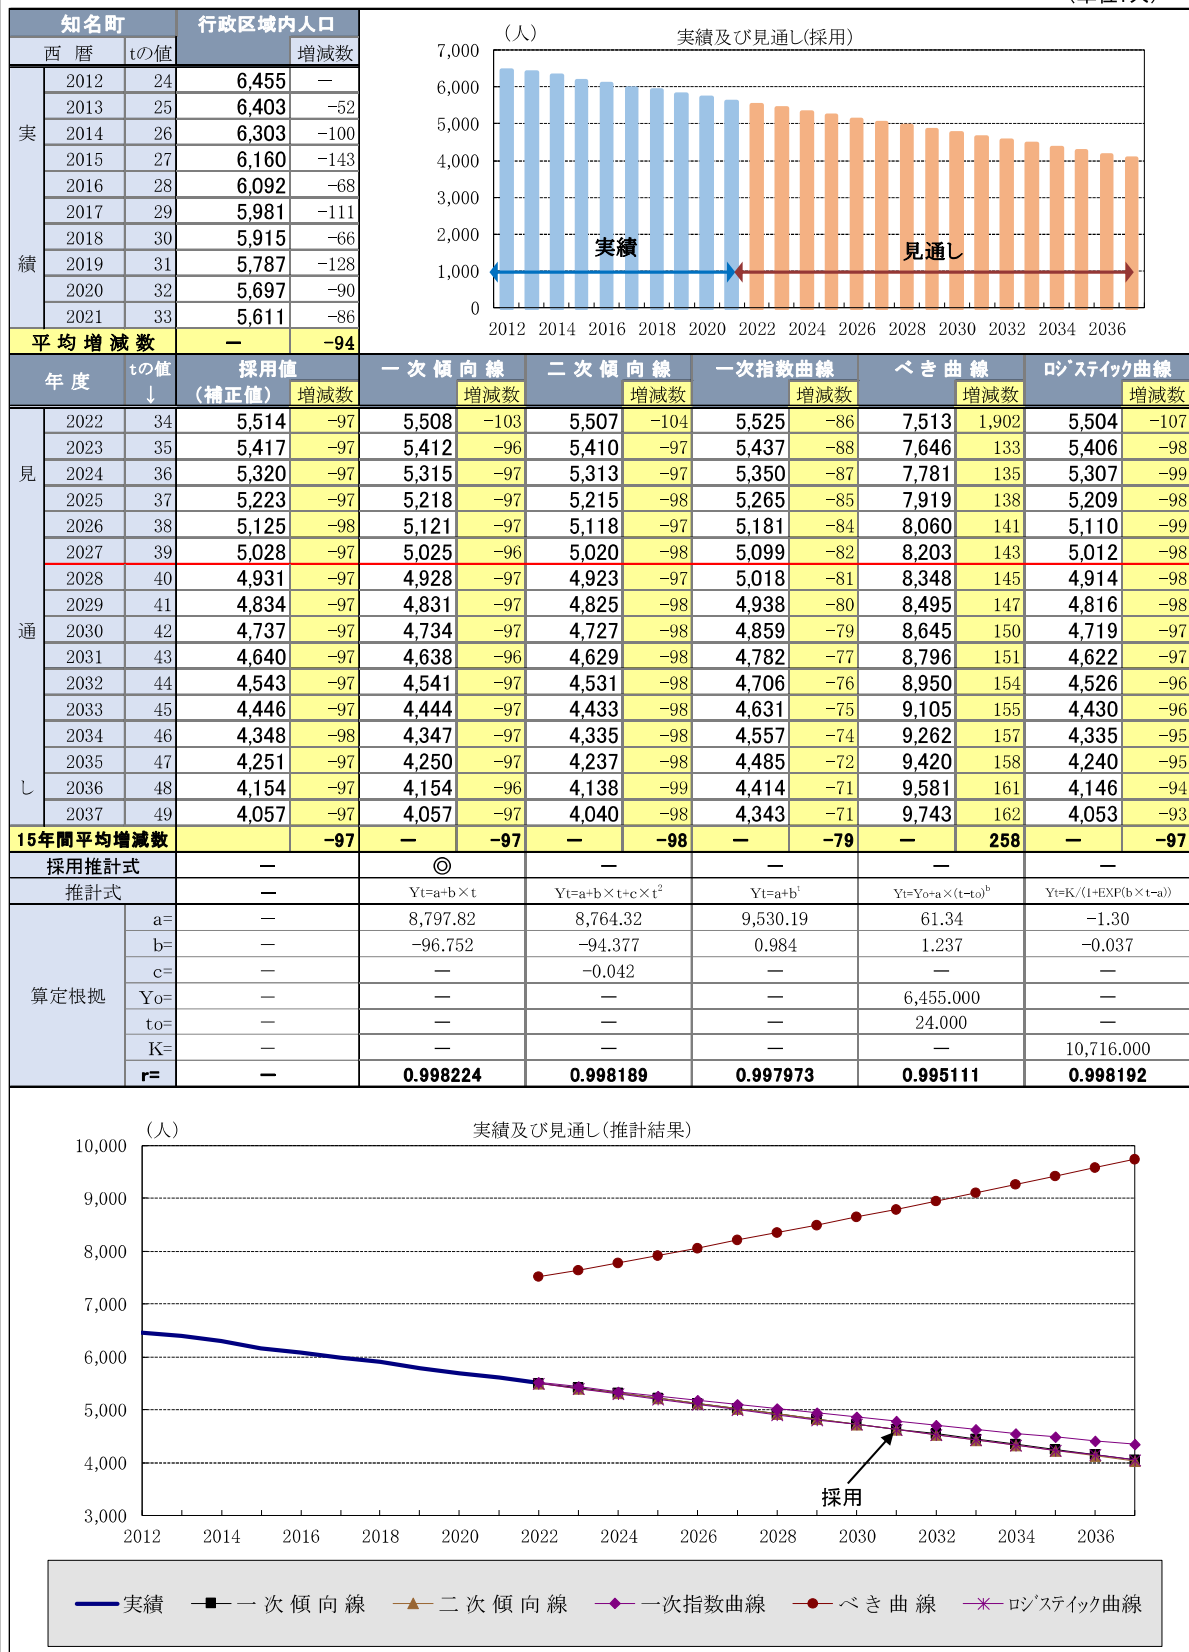 知名町 行政区域内人口
西 暦 tの値 増減数
2012 24 6,455 －
2013 25 6,403 -52
実 2014 26 6,303 -100
2015 27 6,160 -143
2016 28 6,092 -68
2017 29 5,981 -111
2018 30 5,915 -66
績 2019 31 5,787 -128
2020 32 5,697 -90
2021 33 5,611 -86
平均増減数 － -94
(人) 実績及び見通し(採用)
7,000
6,000
5,000
4,000
3,000
2,000
1,000
0
実績 見通し
2012 2014 2016 2018 2020 2022 2024 2026 2028 2030 2032 2034 2036
年 度 tの値 採用値 一次傾向線 二次傾向線 一次指数曲線 べき曲線 ロジスティック曲線
↓ (補正値) 増減数 増減数 増減数 増減数 増減数 増減数
2022 34 5,514 -97 5,508 -103 5,507 -104 5,525 -86 7,513 1,902 5,504 -107
2023 35 5,417 -97 5,412 -96 5,410 -97 5,437 -88 7,646 133 5,406 -98
見 2024 36 5,320 -97 5,315 -97 5,313 -97 5,350 -87 7,781 135 5,307 -99
2025 37 5,223 -97 5,218 -97 5,215 -98 5,265 -85 7,919 138 5,209 -98
2026 38 5,125 -98 5,121 -97 5,118 -97 5,181 -84 8,060 141 5,110 -99
2027 39 5,028 -97 5,025 -96 5,020 -98 5,099 -82 8,203 143 5,012 -98
2028 40 4,931 -97 4,928 -97 4,923 -97 5,018 -81 8,348 145 4,914 -98
2029 41 4,834 -97 4,831 -97 4,825 -98 4,938 -80 8,495 147 4,816 -98
通 2030 42 4,737 -97 4,734 -97 4,727 -98 4,859 -79 8,645 150 4,719 -97
2031 43 4,640 -97 4,638 -96 4,629 -98 4,782 -77 8,796 151 4,622 -97
2032 44 4,543 -97 4,541 -97 4,531 -98 4,706 -76 8,950 154 4,526 -96
2033 45 4,446 -97 4,444 -97 4,433 -98 4,631 -75 9,105 155 4,430 -96
2034 46 4,348 -98 4,347 -97 4,335 -98 4,557 -74 9,262 157 4,335 -95
2035 47 4,251 -97 4,250 -97 4,237 -98 4,485 -72 9,420 158 4,240 -95
し 2036 48 4,154 -97 4,154 -96 4,138 -99 4,414 -71 9,581 161 4,146 -94
2037 49 4,057 -97 4,057 -97 4,040 -98 4,343 -71 9,743 162 4,053 -93
15年間平均増減数 -97 － -97 － -98 － -79 － 258 － -97
採用推計式 － ◎ － － － －
推計式 － Yt=a+b×t Yt=a+b×t+c×t² Yt=a+bᵗ Yt=Yo+a×(t-to)ᵇ Yt=K/(1+EXP(b×t-a))
a= － 8,797.82 8,764.32 9,530.19 61.34 -1.30
b= － -96.752 -94.377 0.984 1.237 -0.037
c= － － -0.042 － － －
算定根拠 Yo= － － － － 6,455.000 －
to= － － － － 24.000 －
K= － － － － － 10,716.000
r= － 0.998224 0.998189 0.997973 0.995111 0.998192
(人) 実績及び見通し(推計結果)
10,000
9,000
8,000
7,000
6,000
5,000
4,000
3,000
採用
2012 2014 2016 2018 2020 2022 2024 2026 2028 2030 2032 2034 2036
実績 一次傾向線 二次傾向線 一次指数曲線 べき曲線 ロジスティック曲線